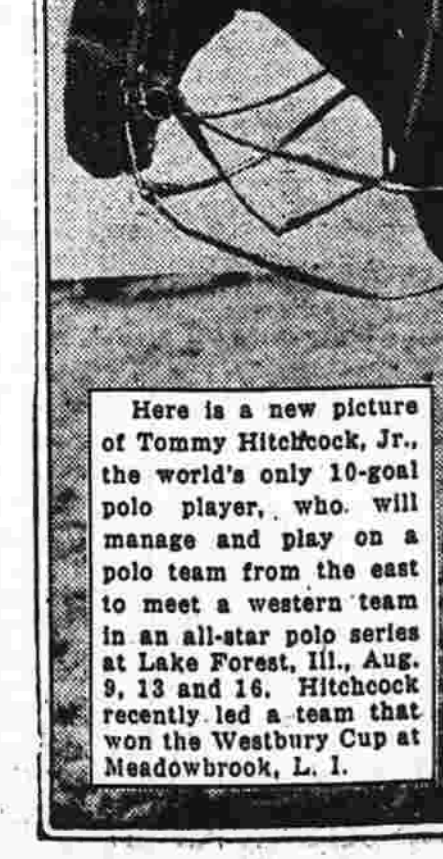 Here is a new picture
of Tommy Hitchcock, Jr.,
the world's only 10-goal
polo player, who will
manage and play on a
polo team from the east
to meet a western team
in an all-star polo series
at Lake Forest, Ill., Aug.
9, 13 and 16. Hitchcock
recently led a team that
won the Westbury Cup at
Meadowbrook, L. I.